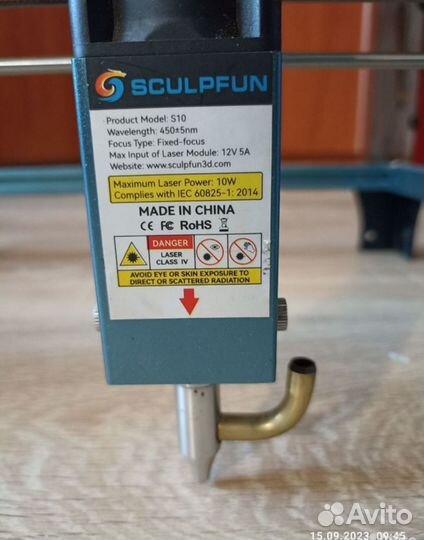 SCULPFUN
Product Model: S10
Wavelength: 450±5nm
Focus Type: Fixed-focus
Max Input of Laser Module: 12V 5A
Website: www.sculpfun3d.com
Maximum Laser Power: 10W
Complies with IEC 60825-1: 2014
MADE IN CHINA
CE FC RoHS
DANGER
LASER
CLASS IV
AVOID EYE OR SKIN EXPOSURE TO
DIRECT OR SCATTERED RADIATION
Avito
15.09.2023 09:45